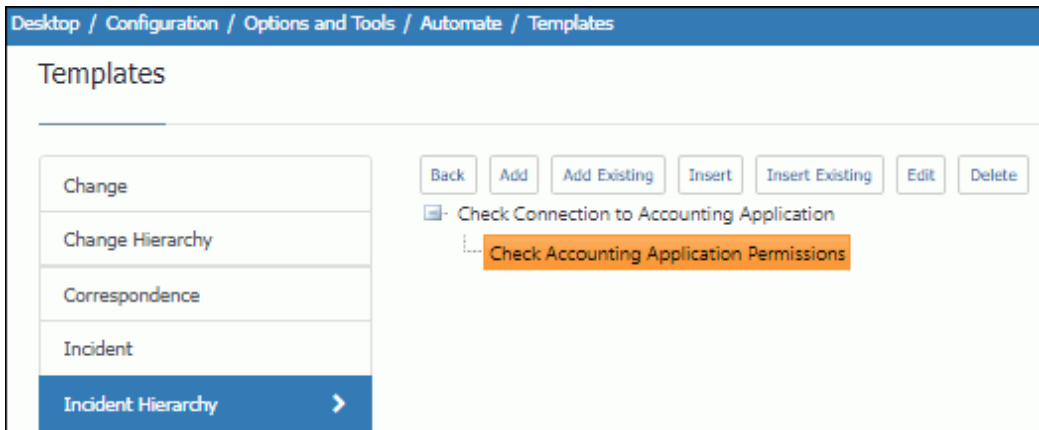 Desktop / Configuration / Options and Tools / Automate / Templates
Templates
Change
Change Hierarchy
Correspondence
Incident
Incident Hierarchy
Back Add Add Existing Insert Insert Existing Edit Delete
Check Connection to Accounting Application
Check Accounting Application Permissions